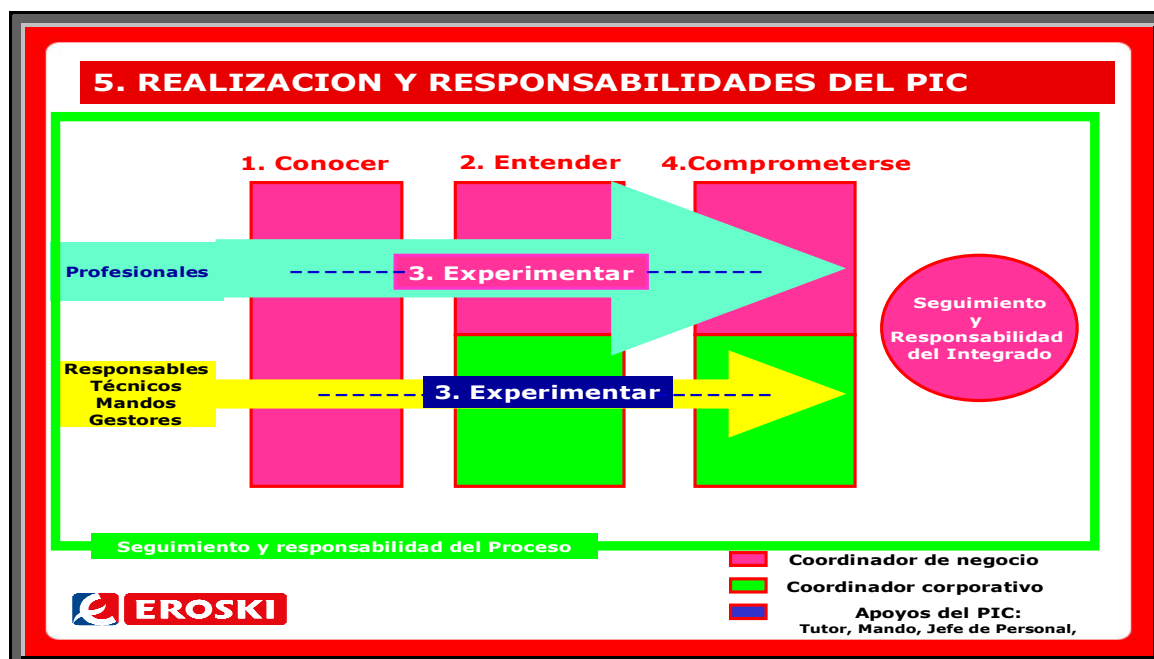 5. REALIZACION Y RESPONSABILIDADES DEL PIC
1. Conocer
2. Entender
4.Comprometerse
Profesionales
3. Experimentar
Seguimiento
y
Responsabilidad
del Integrado
Responsables
Técnicos
Mandos
Gestores
3. Experimentar
Seguimiento y responsabilidad del Proceso
Coordinador de negocio
Coordinador corporativo
Apoyos del PIC:
Tutor, Mando, Jefe de Personal,
EROSKI